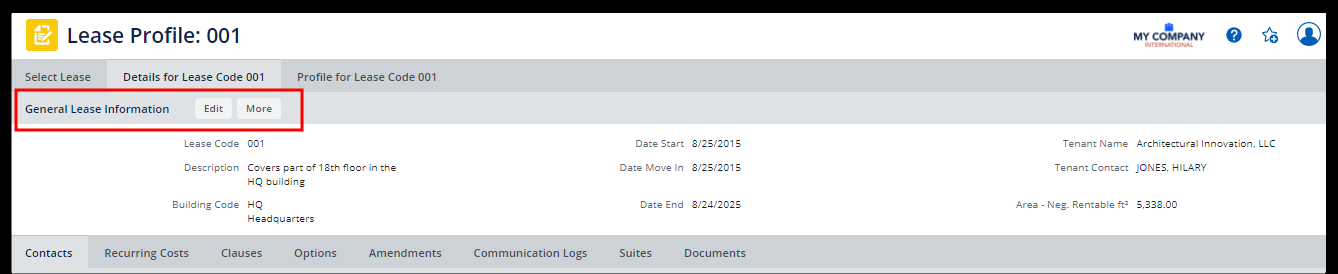 Lease Profile: 001
MY COMPANY
INTERNATIONAL
?
Select Lease Details for Lease Code 001 Profile for Lease Code 001
General Lease Information Edit More
Lease Code 001 Date Start 8/25/2015 Tenant Name Architectural Innovation, LLC
Description Covers part of 18th floor in the Date Move In 8/25/2015 Tenant Contact JONES, HILARY
HQ building
Building Code HQ Date End 8/24/2025 Area - Neg. Rentable ft² 5,338.00
Headquarters
Contacts Recurring Costs Clauses Options Amendments Communication Logs Suites Documents